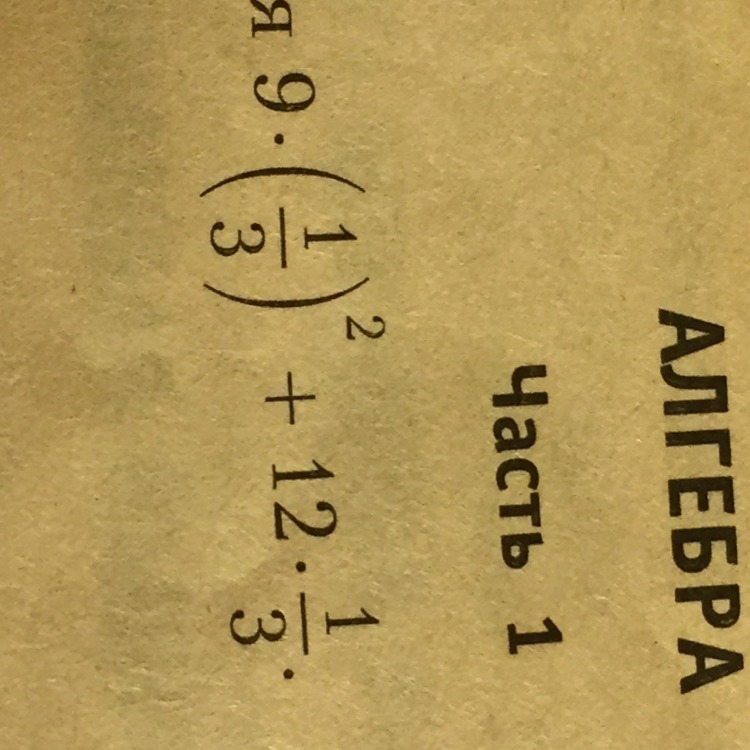 АЛГЕБРА
Часть 1
я 9 · (1/3)² + 12 · 1/3.